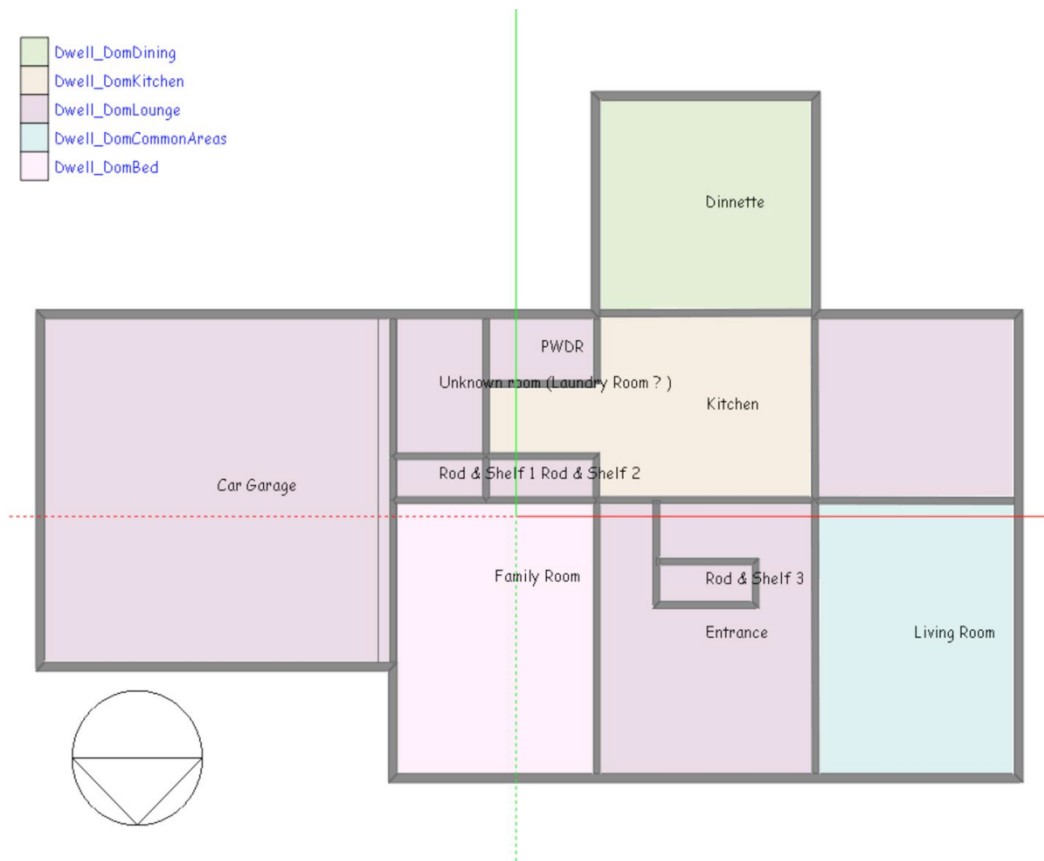 Dwell_DomDining
Dwell_DomKitchen
Dwell_DomLounge
Dwell_DomCommonAreas
Dwell_DomBed
Dinnette
PWDR
Unknown room (Laundry Room ? )
Kitchen
Rod & Shelf 1 Rod & Shelf 2
Car Garage
Family Room
Rod & Shelf 3
Entrance
Living Room